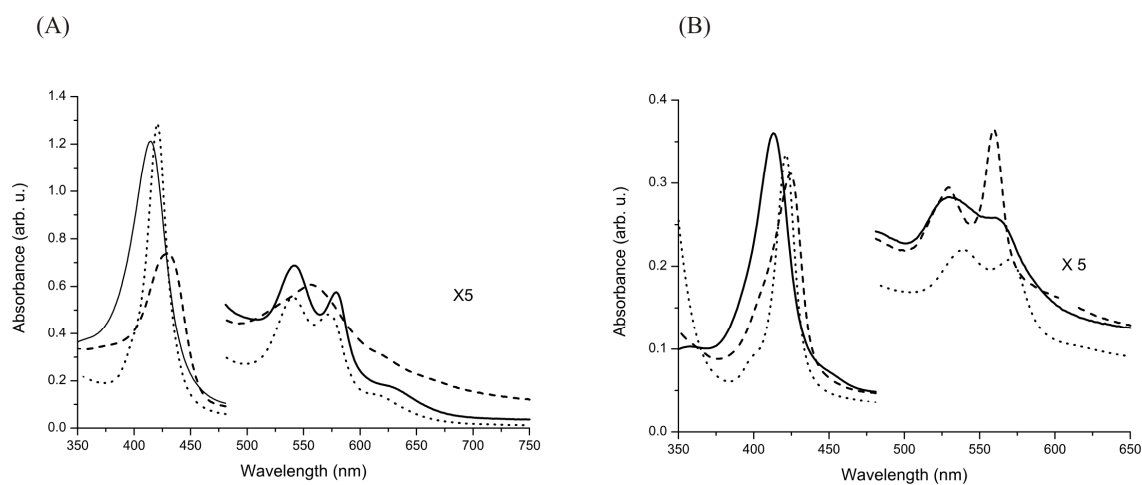 (A)
(B)
1.4
1.2
1.0
0.8
0.6
0.4
0.2
0.0
Absorbance (arb. u.)
X5
350 400 450 500 550 600 650 700 750
Wavelength (nm)
0.4
0.3
0.2
0.1
0.0
Absorbance (arb. u.)
X 5
350 400 450 500 550 600 650
Wavelength (nm)